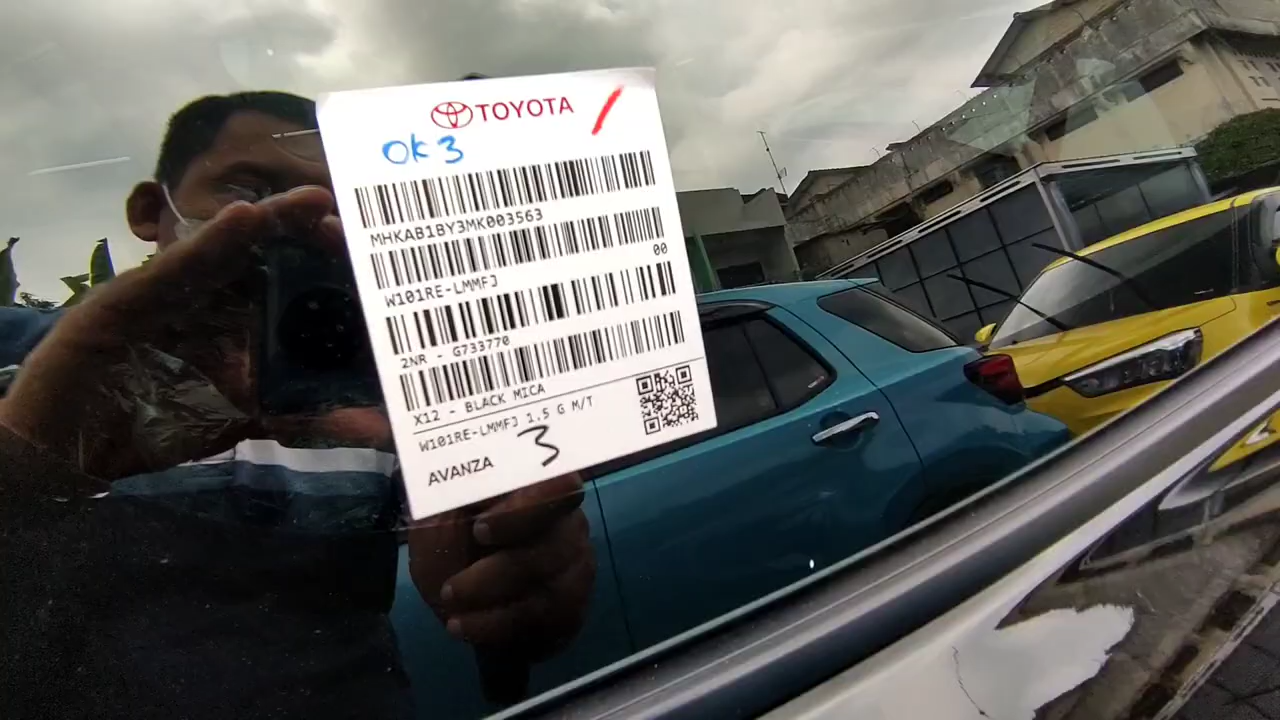 TOYOTA
OK 3
MHKAB1BY3MK003563
W101RE-LMMFJ 00
2NR - G733770
X12 - BLACK MICA
W101RE-LMMFJ 1.5 G M/T
AVANZA 3